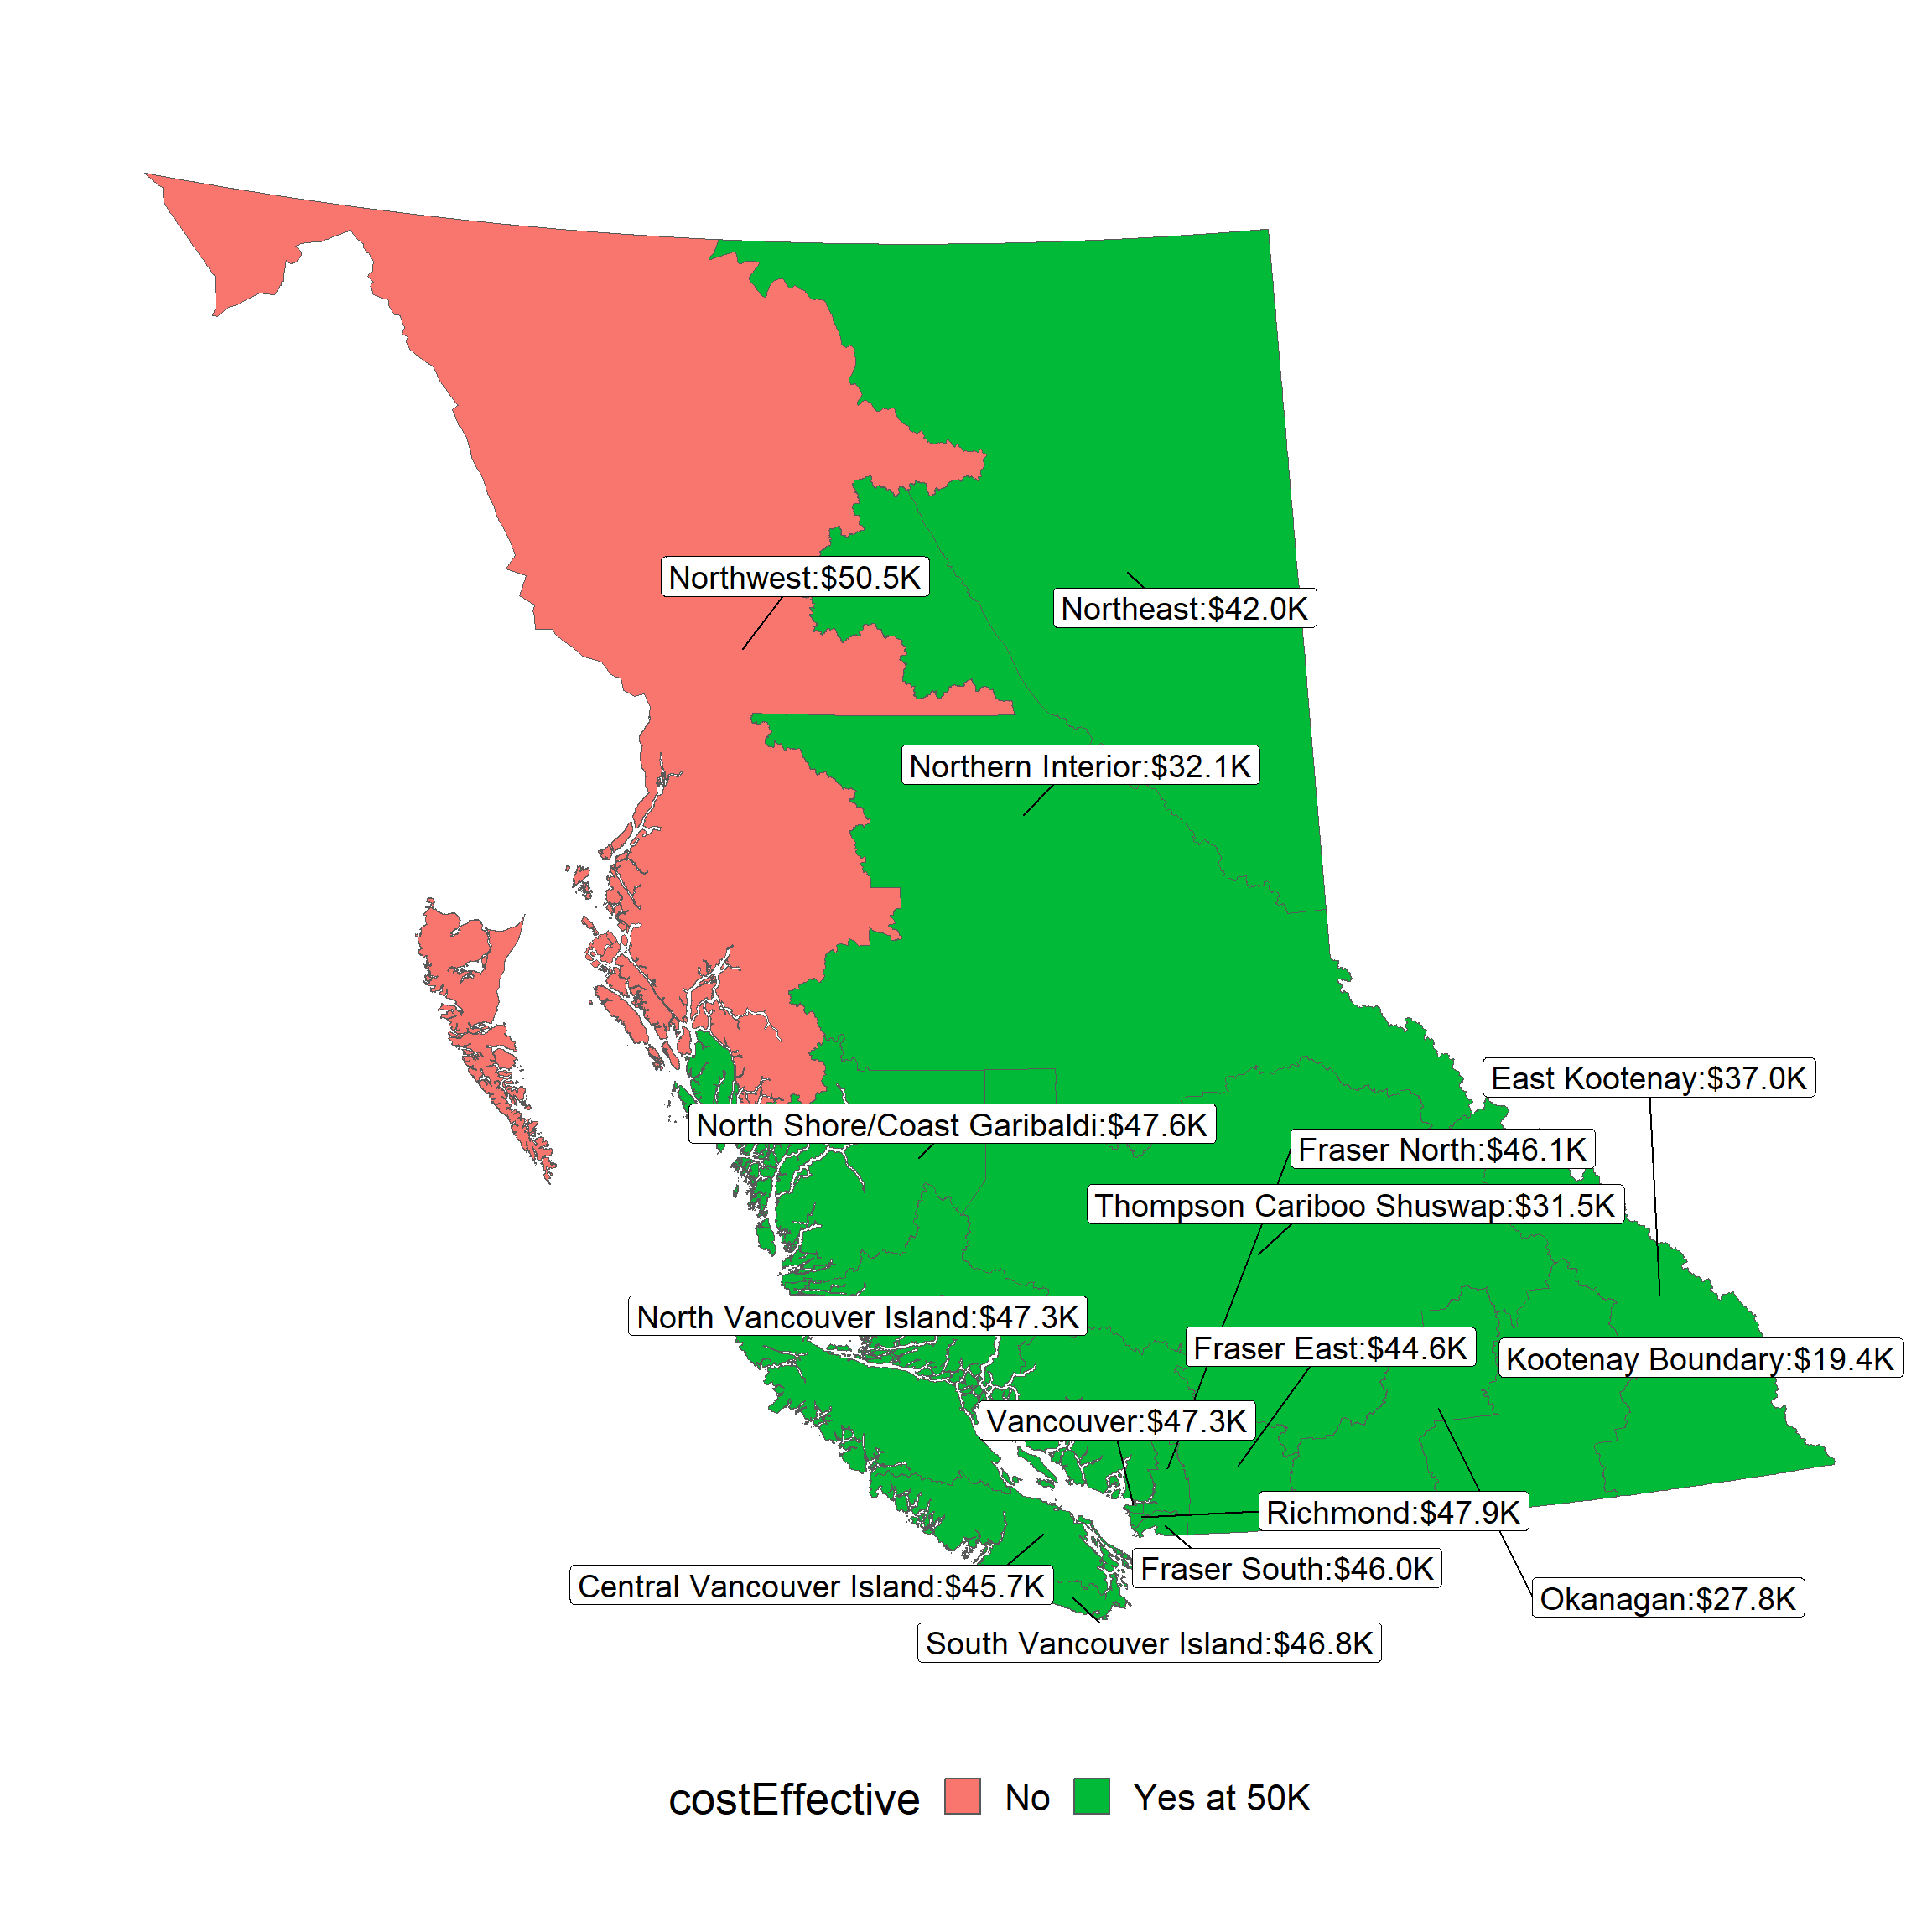 Northwest:$50.5K
Northeast:$42.0K
Northern Interior:$32.1K
East Kootenay:$37.0K
North Shore/Coast Garibaldi:$47.6K
Fraser North:$46.1K
Thompson Cariboo Shuswap:$31.5K
North Vancouver Island:$47.3K
Fraser East:$44.6K
Kootenay Boundary:$19.4K
Vancouver:$47.3K
Richmond:$47.9K
Fraser South:$46.0K
Central Vancouver Island:$45.7K
Okanagan:$27.8K
South Vancouver Island:$46.8K
costEffective No Yes at 50K